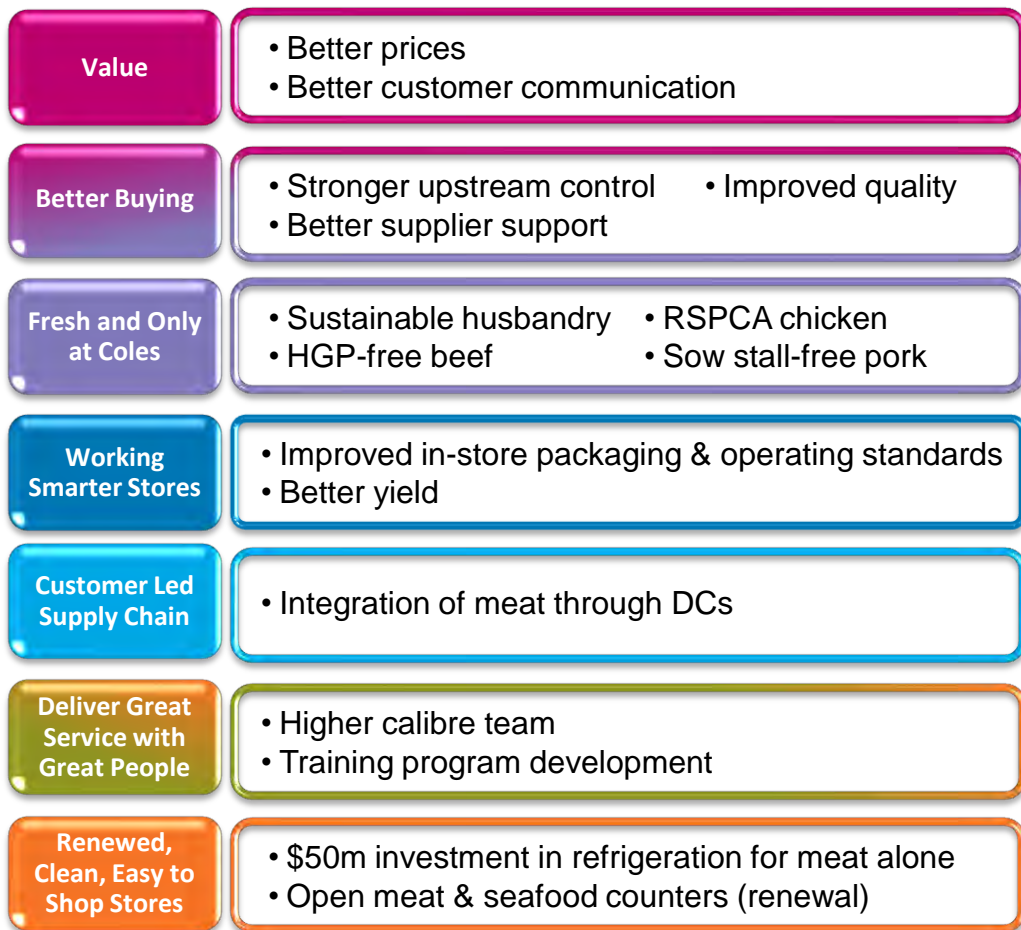 Value
• Better prices
• Better customer communication
Better Buying
• Stronger upstream control • Improved quality
• Better supplier support
Fresh and Only
at Coles
• Sustainable husbandry • RSPCA chicken
• HGP-free beef • Sow stall-free pork
Working
Smarter Stores
• Improved in-store packaging & operating standards
• Better yield
Customer Led
Supply Chain
• Integration of meat through DCs
Deliver Great
Service with
Great People
• Higher calibre team
• Training program development
Renewed,
Clean, Easy to
Shop Stores
• $50m investment in refrigeration for meat alone
• Open meat & seafood counters (renewal)